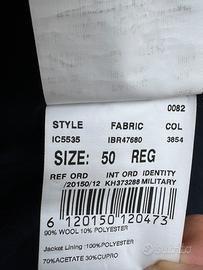 0082
STYLE FABRIC COL
IC5535 IBR47680 3854
SIZE: 50 REG
REF ORD INT ORD IDENTITY
/20150/12 KH373288 MILITARY
6 120150 120473
90% WOOL 10% POLYESTER
Jacket Lining :100% POLYESTER
70%ACETATE 30%CUPRO
subito